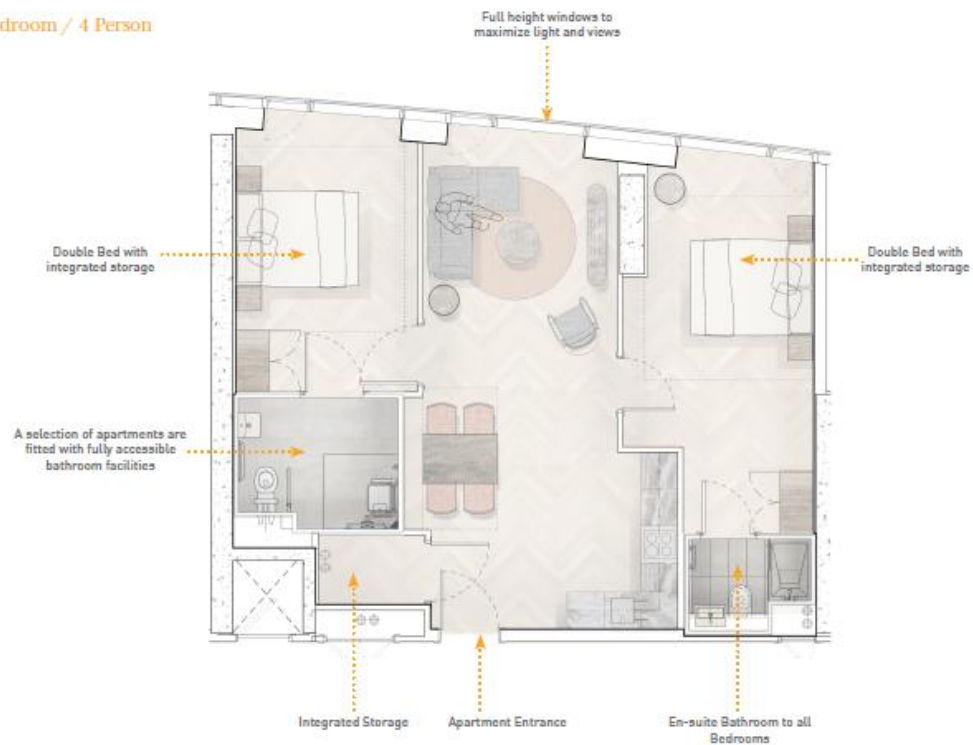 droom / 4 Person
Full height windows to
maximize light and views
Double Bed with
integrated storage
Double Bed with
integrated storage
A selection of apartments are
fitted with fully accessible
bathroom facilities
Integrated Storage
Apartment Entrance
En-suite Bathroom to all
Bedrooms